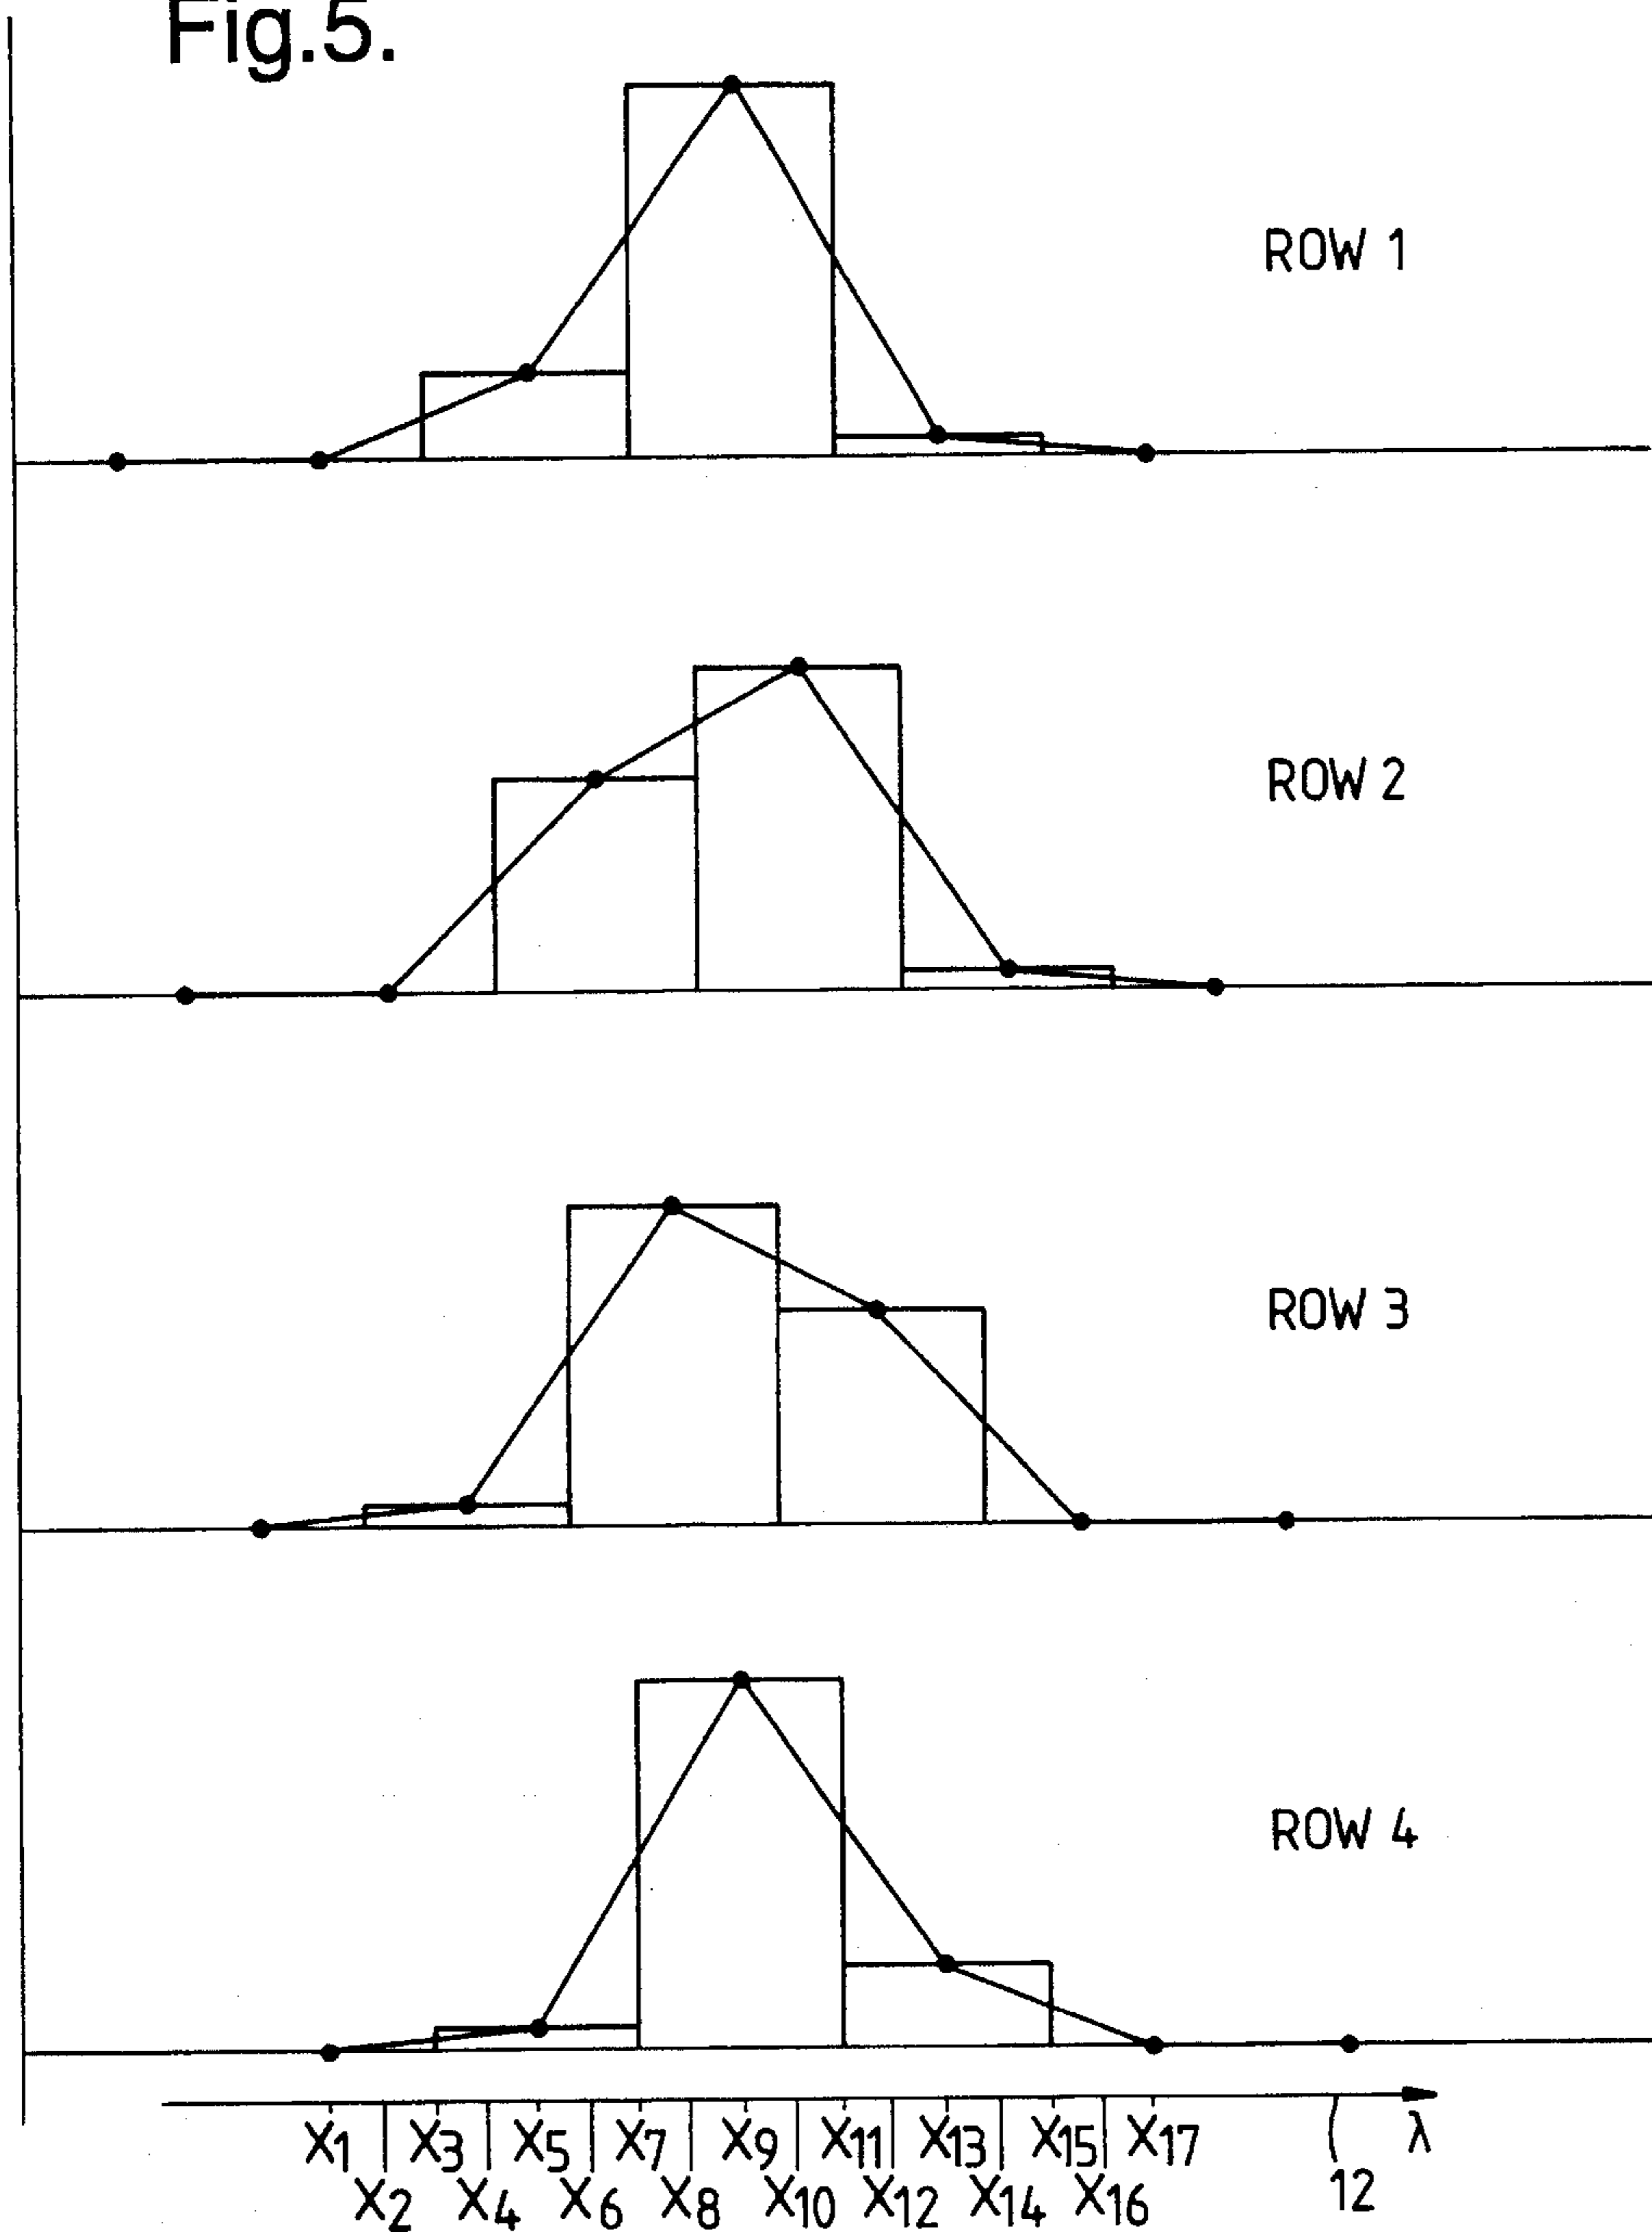 Fig.5.
ROW 1
ROW 2
ROW 3
ROW 4
X1 X3 X5 X7 X9 X11 X13 X15 X17 λ
X2 X4 X6 X8 X10 X12 X14 X16 12